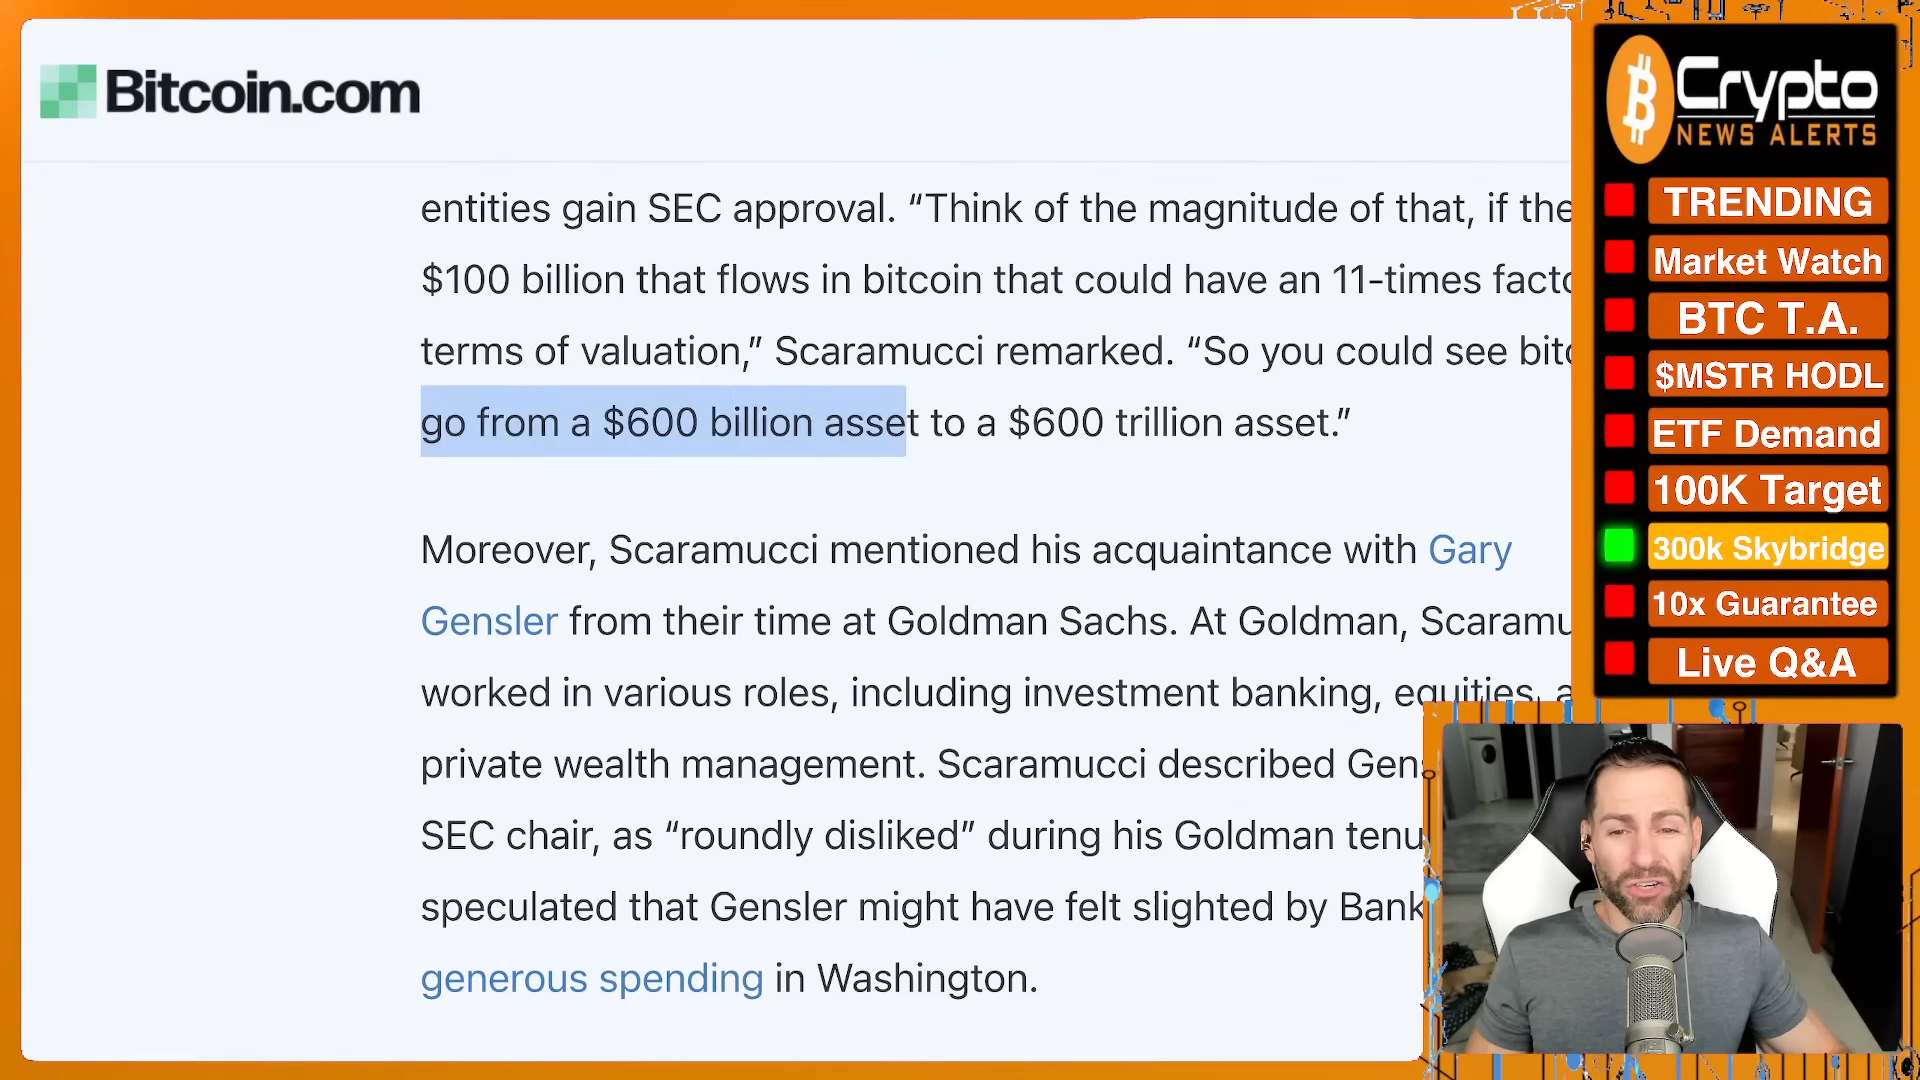 Bitcoin.com
entities gain SEC approval. “Think of the magnitude of that, if the
$100 billion that flows in bitcoin that could have an 11-times facto
terms of valuation,” Scaramucci remarked. “So you could see bitc
go from a $600 billion asset to a $600 trillion asset.”
Moreover, Scaramucci mentioned his acquaintance with Gary
Gensler from their time at Goldman Sachs. At Goldman, Scaramu
worked in various roles, including investment banking, equities, a
private wealth management. Scaramucci described Gens
SEC chair, as “roundly disliked” during his Goldman tenu
speculated that Gensler might have felt slighted by Bank
generous spending in Washington.
Crypto
NEWS ALERTS
TRENDING
Market Watch
BTC T.A.
$MSTR HODL
ETF Demand
100K Target
300k Skybridge
10x Guarantee
Live Q&A